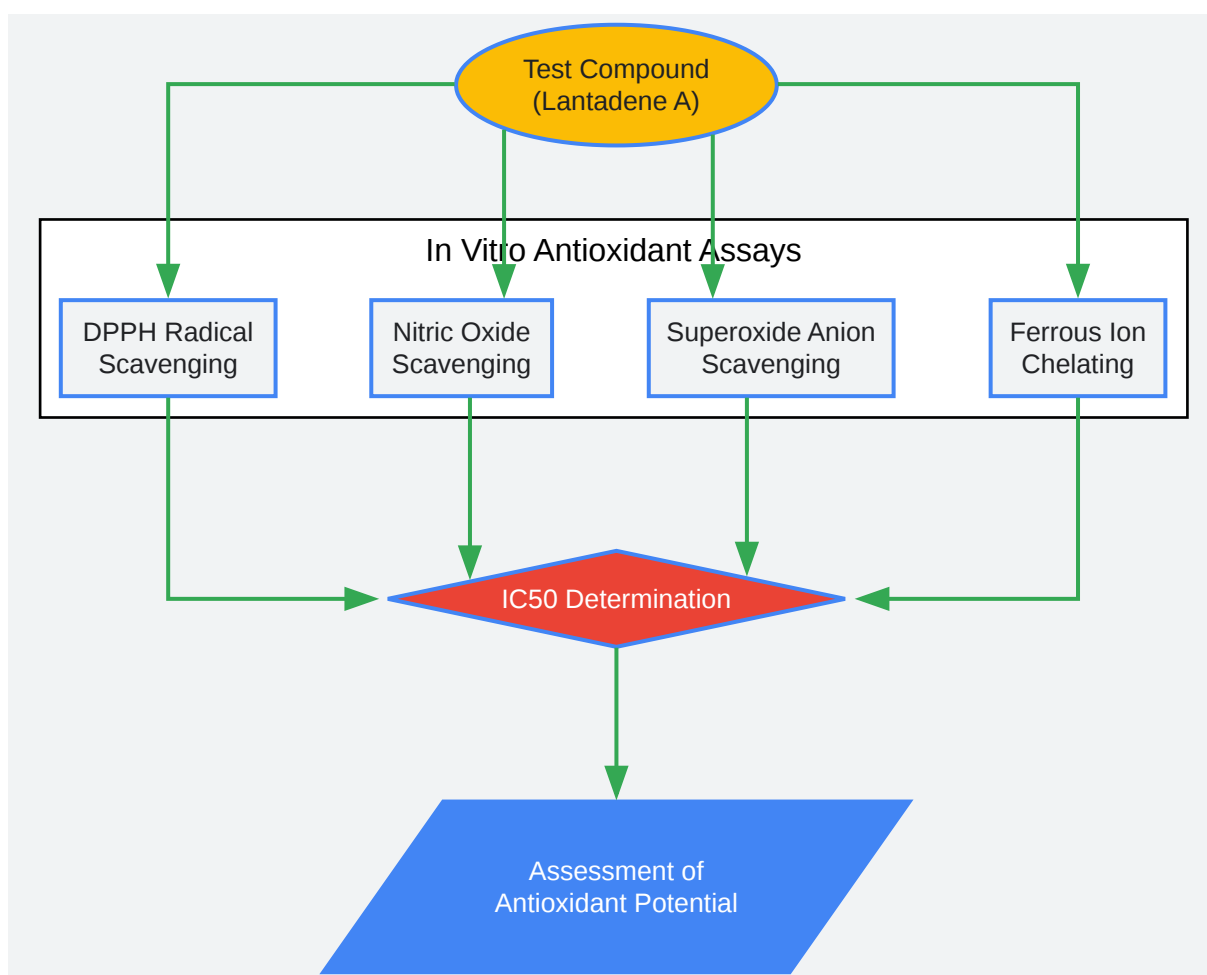 Test Compound
(Lantadene A)
In Vitro Antioxidant Assays
DPPH Radical
Scavenging
Nitric Oxide
Scavenging
Superoxide Anion
Scavenging
Ferrous Ion
Chelating
IC50 Determination
Assessment of
Antioxidant Potential